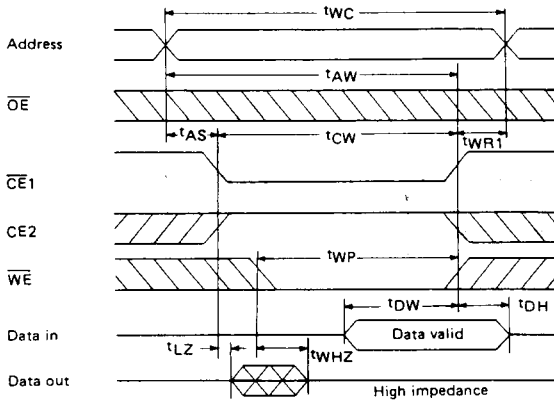 tWC
Address
tAW
OE
tAS
tCW
tWR1
CE1
CE2
tWP
WE
tDW
tDH
Data in
Data valid
tLZ
tWHZ
Data out
High impedance